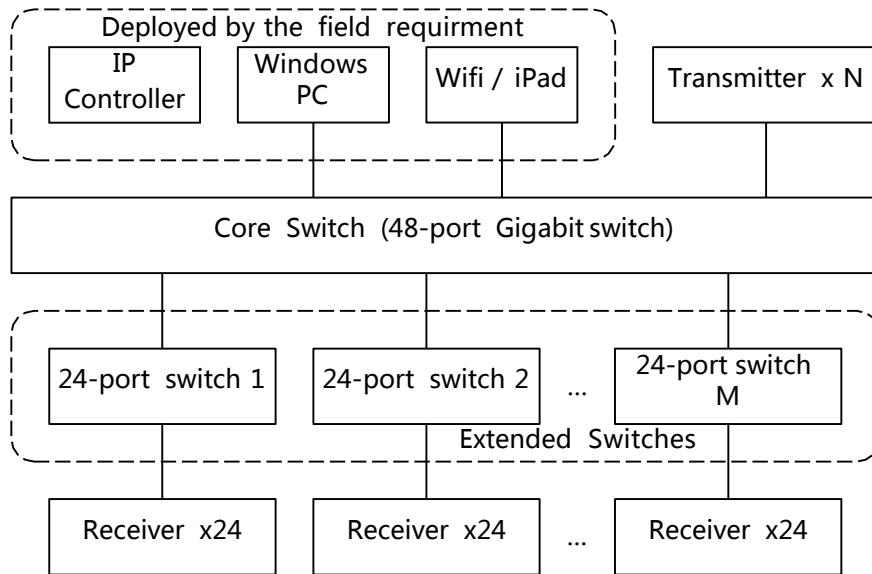 Deployed by the field requirment
IP
Controller
Windows
PC
Wifi / iPad
Transmitter x N
Core Switch (48-port Gigabit switch)
24-port switch 1
24-port switch 2
...
24-port switch
M
Extended Switches
Receiver x24
Receiver x24
...
Receiver x24